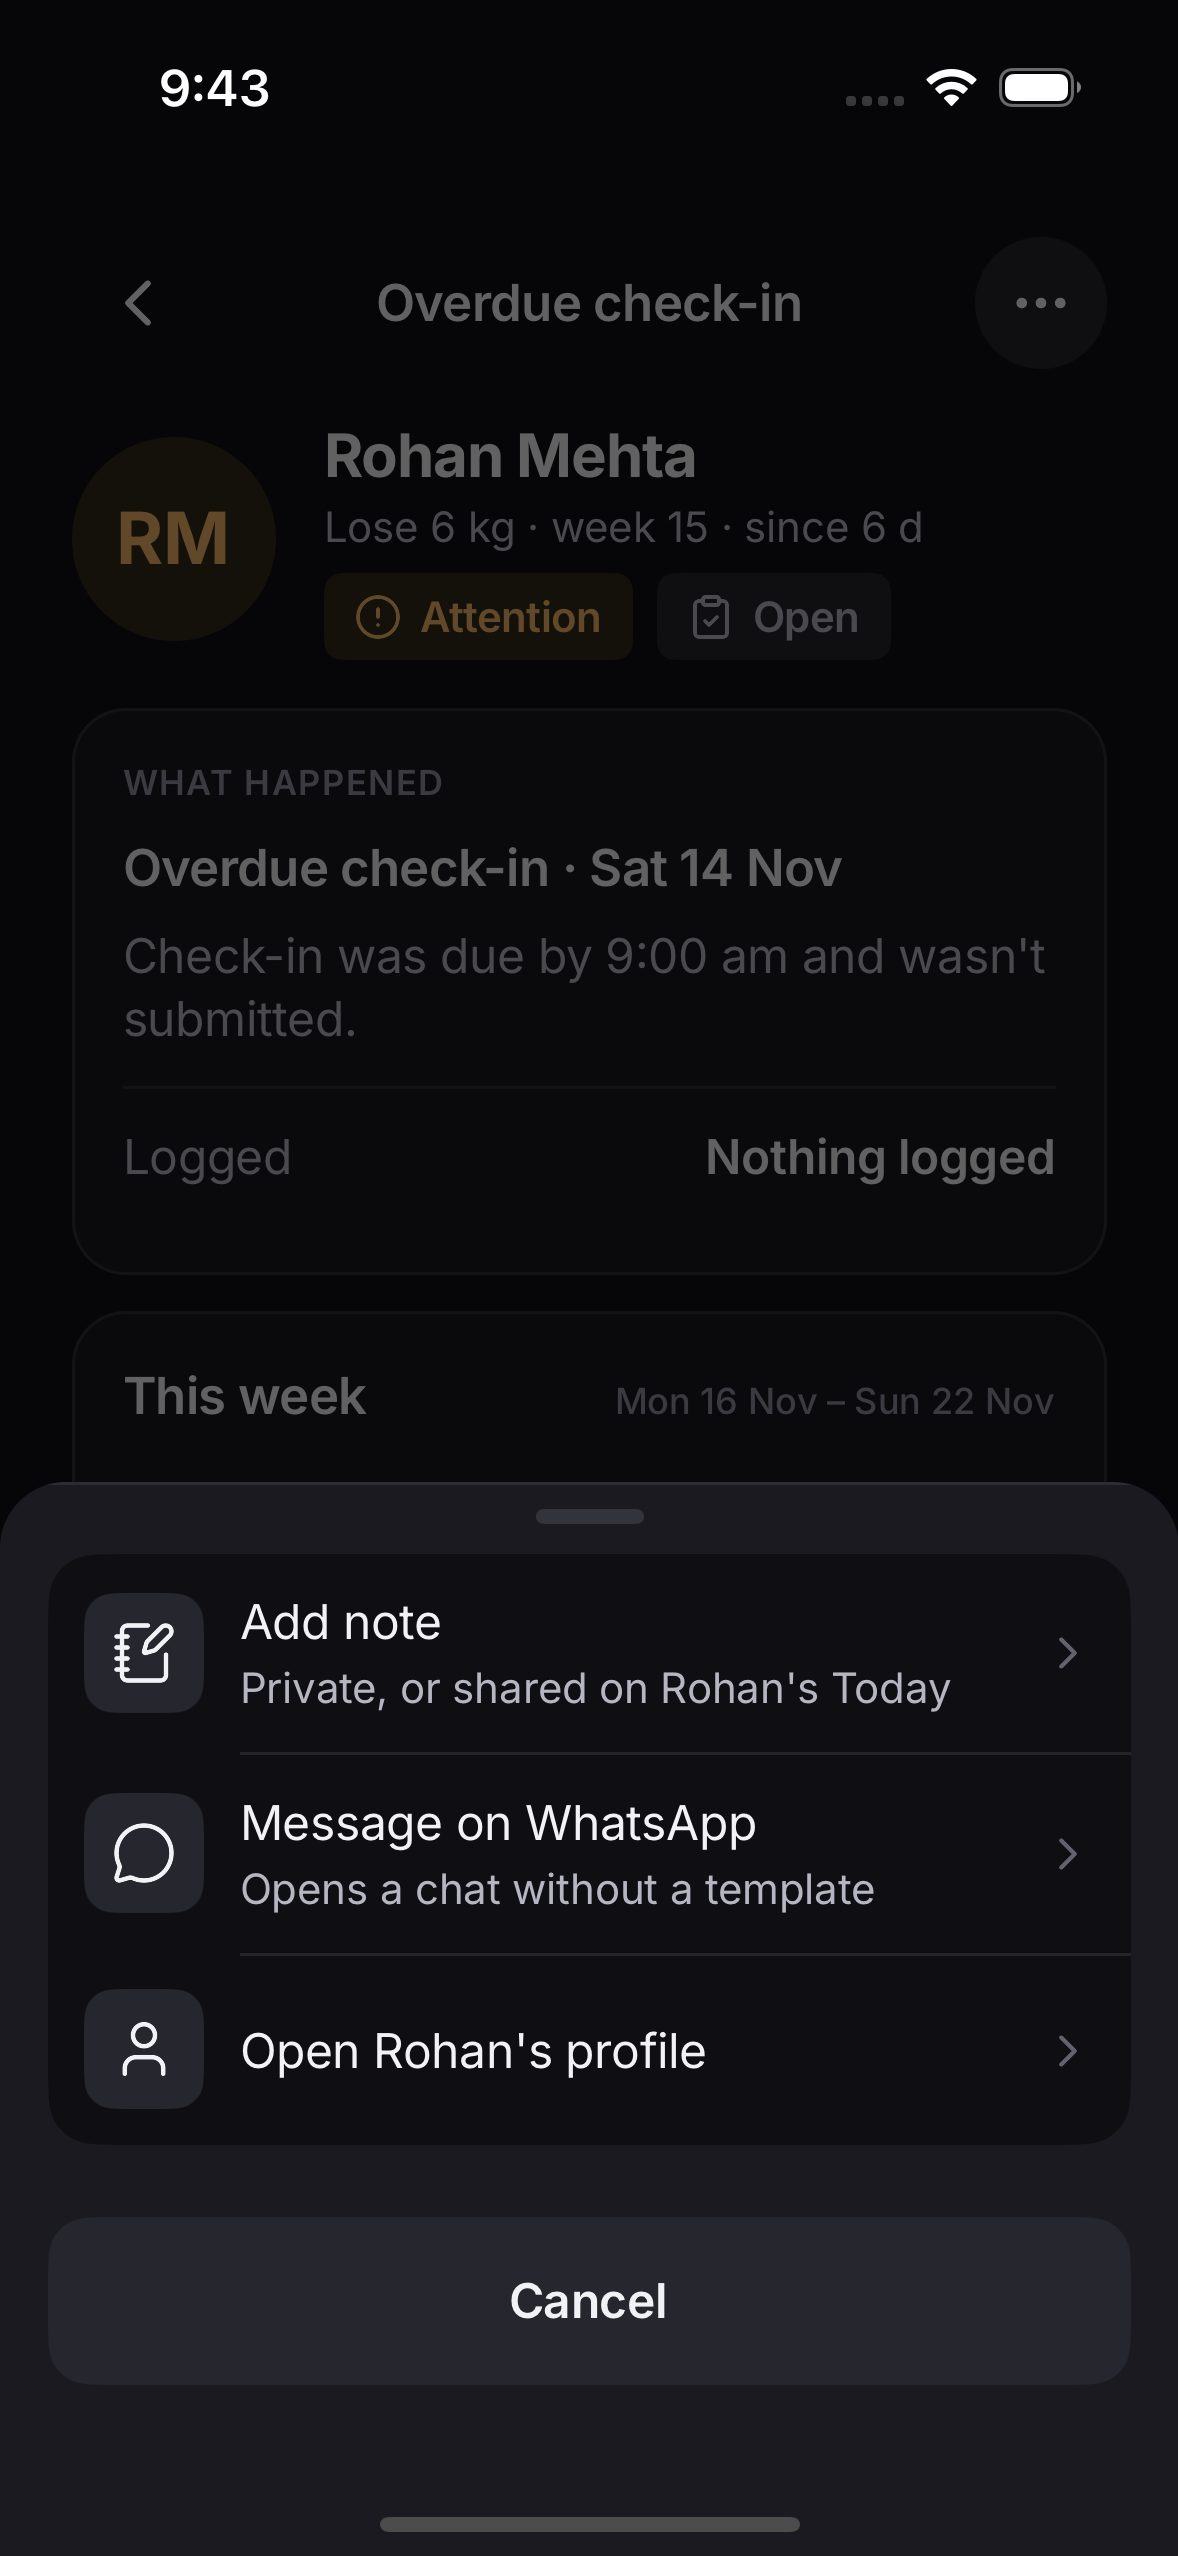 9:43
Overdue check-in
RM
Rohan Mehta
Lose 6 kg · week 15 · since 6 d
Attention
Open
WHAT HAPPENED
Overdue check-in · Sat 14 Nov
Check-in was due by 9:00 am and wasn't
submitted.
Logged
Nothing logged
This week
Mon 16 Nov – Sun 22 Nov
Add note
Private, or shared on Rohan's Today
Message on WhatsApp
Opens a chat without a template
Open Rohan's profile
Cancel